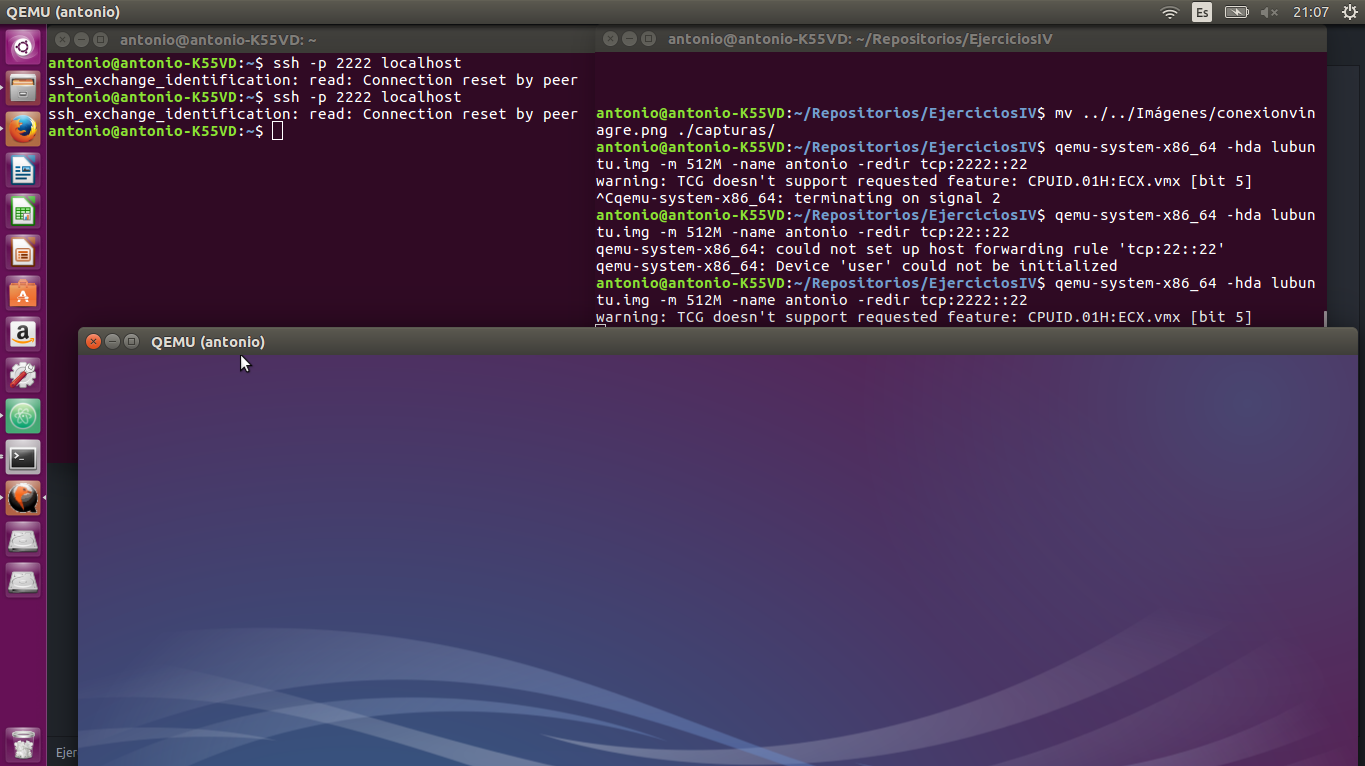 QEMU (antonio)
Es
21:07
antonio@antonio-K55VD: ~
antonio@antonio-K55VD:~$ ssh -p 2222 localhost
ssh_exchange_identification: read: Connection reset by peer
antonio@antonio-K55VD:~$ ssh -p 2222 localhost
ssh_exchange_identification: read: Connection reset by peer
antonio@antonio-K55VD:~$
antonio@antonio-K55VD: ~/Repositorios/EjerciciosIV
antonio@antonio-K55VD:~/Repositorios/EjerciciosIV$ mv ../../Imágenes/conexionvin
agre.png ./capturas/
antonio@antonio-K55VD:~/Repositorios/EjerciciosIV$ qemu-system-x86_64 -hda lubun
tu.img -m 512M -name antonio -redir tcp:2222::22
warning: TCG doesn't support requested feature: CPUID.01H:ECX.vmx [bit 5]
^Cqemu-system-x86_64: terminating on signal 2
antonio@antonio-K55VD:~/Repositorios/EjerciciosIV$ qemu-system-x86_64 -hda lubun
tu.img -m 512M -name antonio -redir tcp:22::22
qemu-system-x86_64: could not set up host forwarding rule 'tcp:22::22'
qemu-system-x86_64: Device 'user' could not be initialized
antonio@antonio-K55VD:~/Repositorios/EjerciciosIV$ qemu-system-x86_64 -hda lubun
tu.img -m 512M -name antonio -redir tcp:2222::22
warning: TCG doesn't support requested feature: CPUID.01H:ECX.vmx [bit 5]
QEMU (antonio)
Ejer